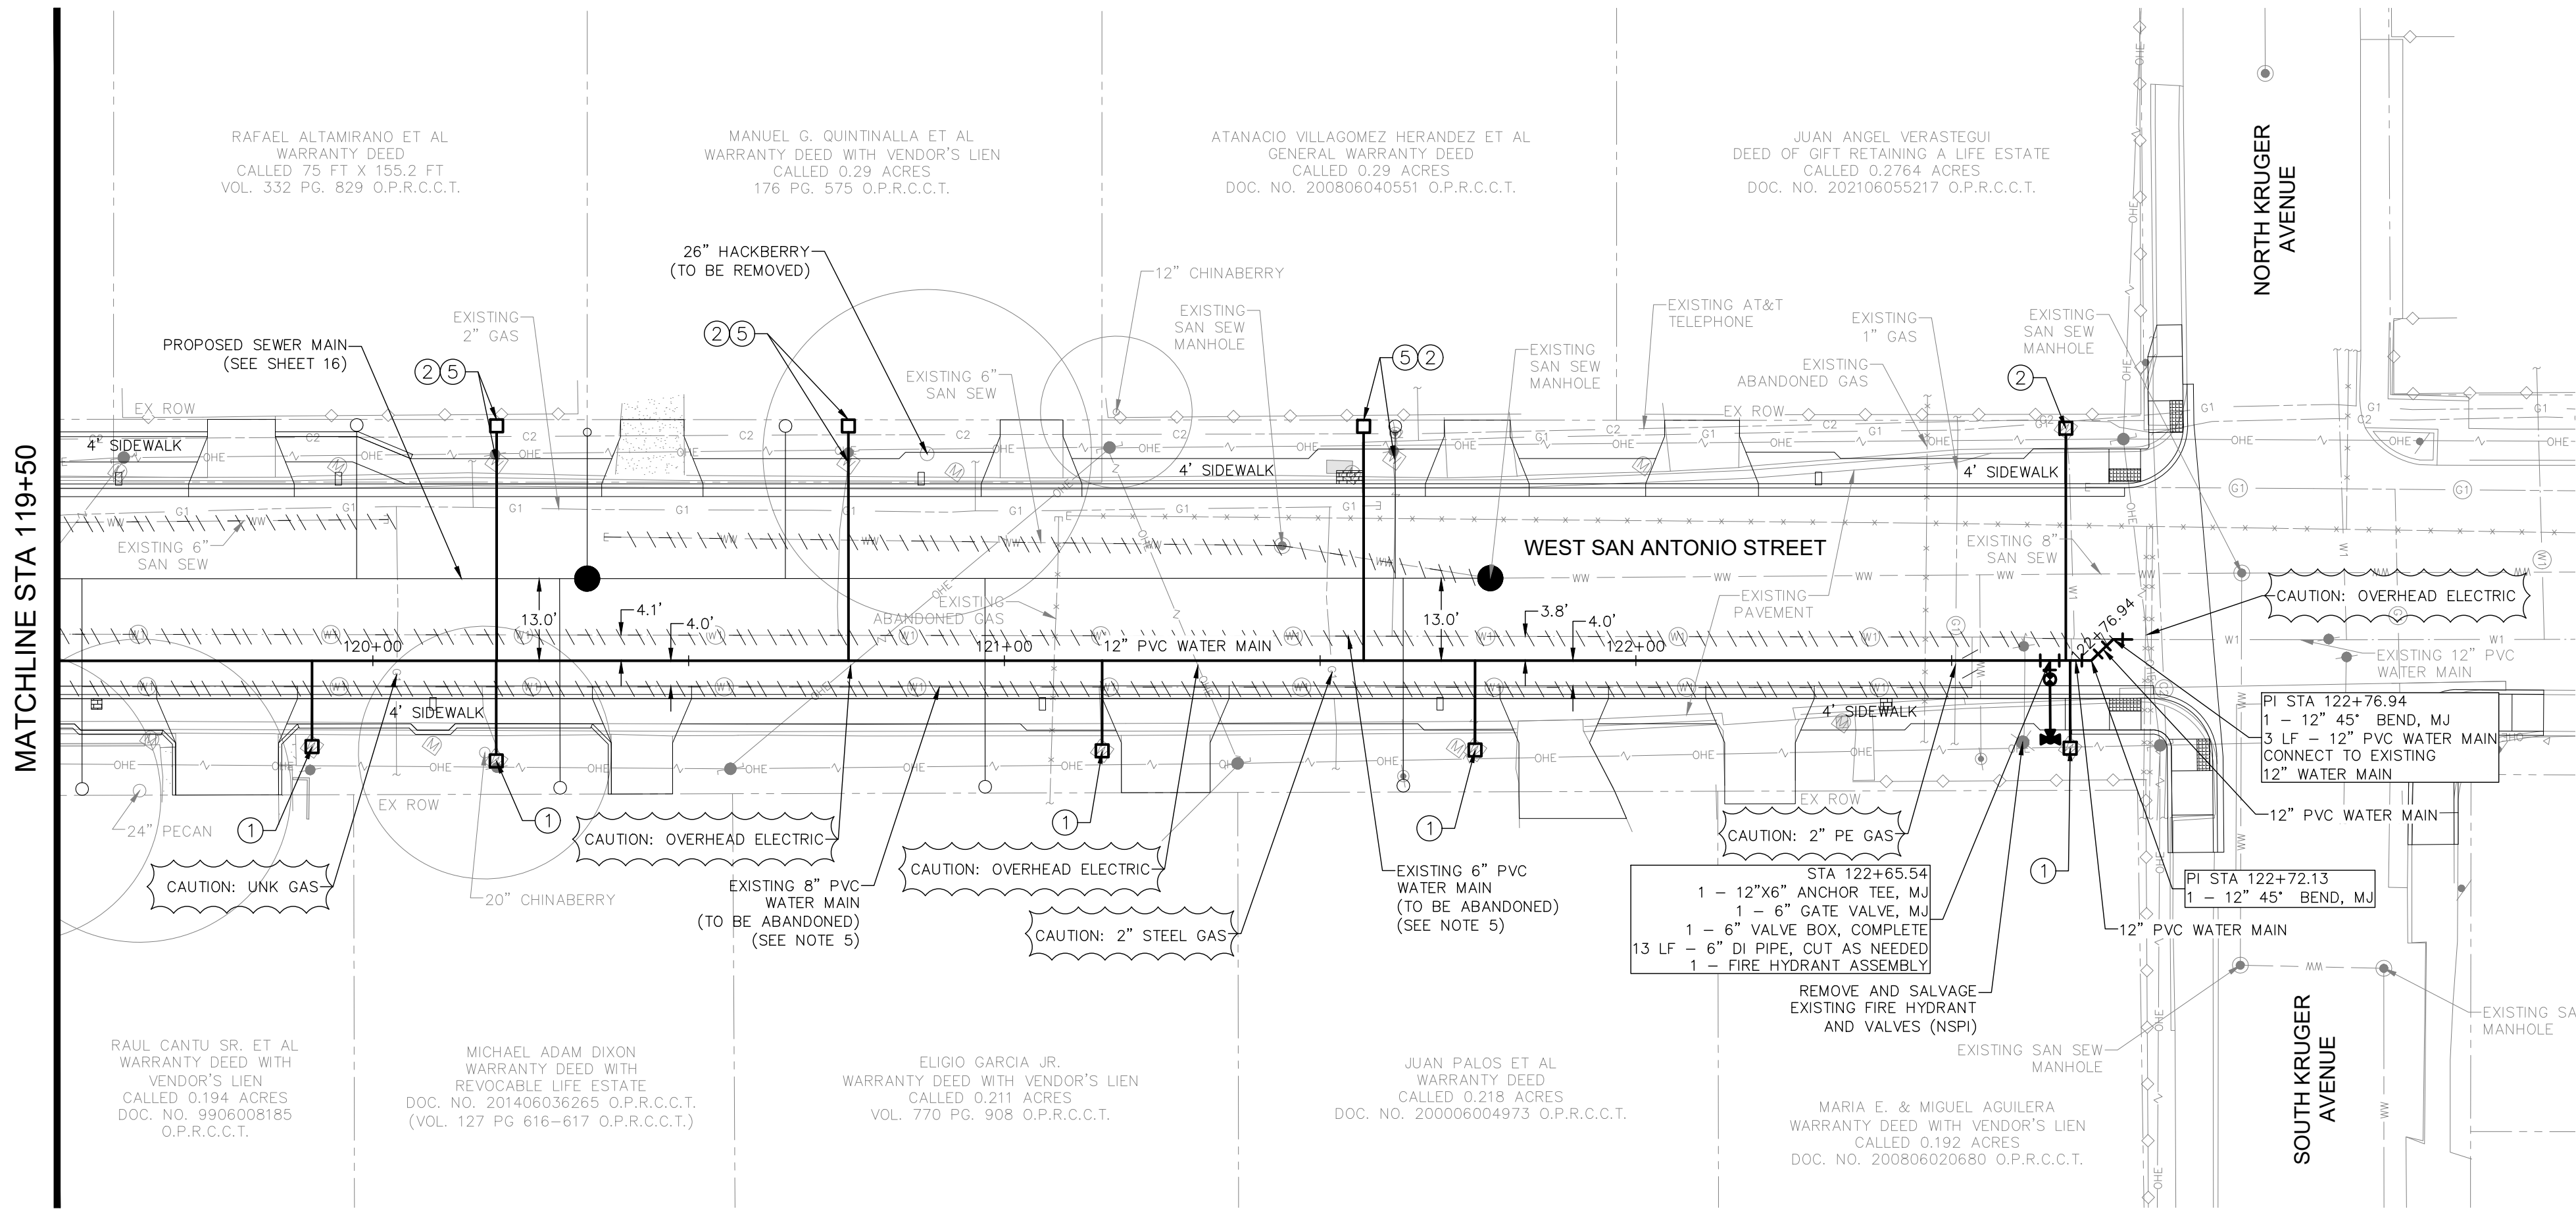 MATCHLINE STA 119+50
RAFAEL ALTAMIRANO ET AL
WARRANTY DEED
CALLED 75 FT X 155.2 FT
VOL. 332 PG. 829 O.P.R.C.C.T.
MANUEL G. QUINTINALLA ET AL
WARRANTY DEED WITH VENDOR'S LIEN
CALLED 0.29 ACRES
176 PG. 575 O.P.R.C.C.T.
ATANACIO VILLAGOMEZ HERANDEZ ET AL
GENERAL WARRANTY DEED
CALLED 0.29 ACRES
DOC. NO. 200806040551 O.P.R.C.C.T.
JUAN ANGEL VERASTEGUI
DEED OF GIFT RETAINING A LIFE ESTATE
CALLED 0.2764 ACRES
DOC. NO. 202106055217 O.P.R.C.C.T.
NORTH KRUGER
AVENUE
26" HACKBERRY
(TO BE REMOVED)
12" CHINABERRY
EXISTING
SAN SEW
MANHOLE
EXISTING AT&T
TELEPHONE
EXISTING
1" GAS
EXISTING
SAN SEW
MANHOLE
EXISTING
2" GAS
PROPOSED SEWER MAIN
(SEE SHEET 16)
2 5
2 5
5 2
2
EXISTING 6"
SAN SEW
EXISTING
SAN SEW
MANHOLE
EXISTING
ABANDONED GAS
EX ROW
EX ROW
4' SIDEWALK
4' SIDEWALK
4' SIDEWALK
EXISTING 6"
SAN SEW
WEST SAN ANTONIO STREET
EXISTING 8"
SAN SEW
CAUTION: OVERHEAD ELECTRIC
EXISTING
ABANDONED GAS
EXISTING
PAVEMENT
13.0'
4.1'
4.0'
13.0'
3.8'
4.0'
120+00
121+00
12" PVC WATER MAIN
122+00
122+76.94
EXISTING 12" PVC
WATER MAIN
4' SIDEWALK
4' SIDEWALK
PI STA 122+76.94
1 - 12" 45° BEND, MJ
3 LF - 12" PVC WATER MAIN
CONNECT TO EXISTING
12" WATER MAIN
12" PVC WATER MAIN
EX ROW
EX ROW
24" PECAN
1
1
1
1
1
CAUTION: OVERHEAD ELECTRIC
CAUTION: OVERHEAD ELECTRIC
CAUTION: 2" PE GAS
CAUTION: UNK GAS
20" CHINABERRY
EXISTING 8" PVC
WATER MAIN
(TO BE ABANDONED)
(SEE NOTE 5)
CAUTION: 2" STEEL GAS
EXISTING 6" PVC
WATER MAIN
(TO BE ABANDONED)
(SEE NOTE 5)
STA 122+65.54
1 - 12"X6" ANCHOR TEE, MJ
1 - 6" GATE VALVE, MJ
1 - 6" VALVE BOX, COMPLETE
13 LF - 6" DI PIPE, CUT AS NEEDED
1 - FIRE HYDRANT ASSEMBLY
PI STA 122+72.13
1 - 12" 45° BEND, MJ
12" PVC WATER MAIN
REMOVE AND SALVAGE
EXISTING FIRE HYDRANT
AND VALVES (NSPI)
EXISTING SAN SEW
MANHOLE
EXISTING SA
MANHOLE
SOUTH KRUGER
AVENUE
RAUL CANTU SR. ET AL
WARRANTY DEED WITH
VENDOR'S LIEN
CALLED 0.194 ACRES
DOC. NO. 9906008185
O.P.R.C.C.T.
MICHAEL ADAM DIXON
WARRANTY DEED WITH
REVOCABLE LIFE ESTATE
DOC. NO. 201406036265 O.P.R.C.C.T.
(VOL. 127 PG 616-617 O.P.R.C.C.T.)
ELIGIO GARCIA JR.
WARRANTY DEED WITH VENDOR'S LIEN
CALLED 0.211 ACRES
VOL. 770 PG. 908 O.P.R.C.C.T.
JUAN PALOS ET AL
WARRANTY DEED
CALLED 0.218 ACRES
DOC. NO. 200006004973 O.P.R.C.C.T.
MARIA E. & MIGUEL AGUILERA
WARRANTY DEED WITH VENDOR'S LIEN
CALLED 0.192 ACRES
DOC. NO. 200806020680 O.P.R.C.C.T.